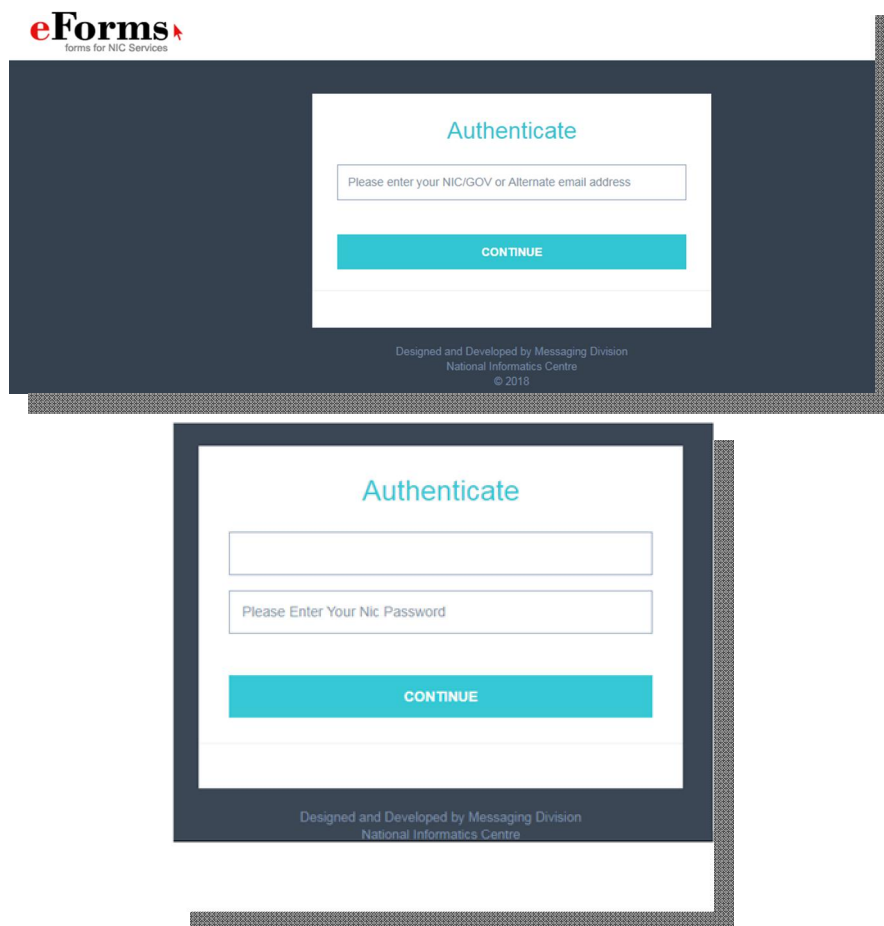 eForms
forms for NIC Services
Authenticate
Please enter your NIC/GOV or Alternate email address
CONTINUE
Designed and Developed by Messaging Division
National Informatics Centre
© 2018
Authenticate
Please Enter Your Nic Password
CONTINUE
Designed and Developed by Messaging Division
National Informatics Centre